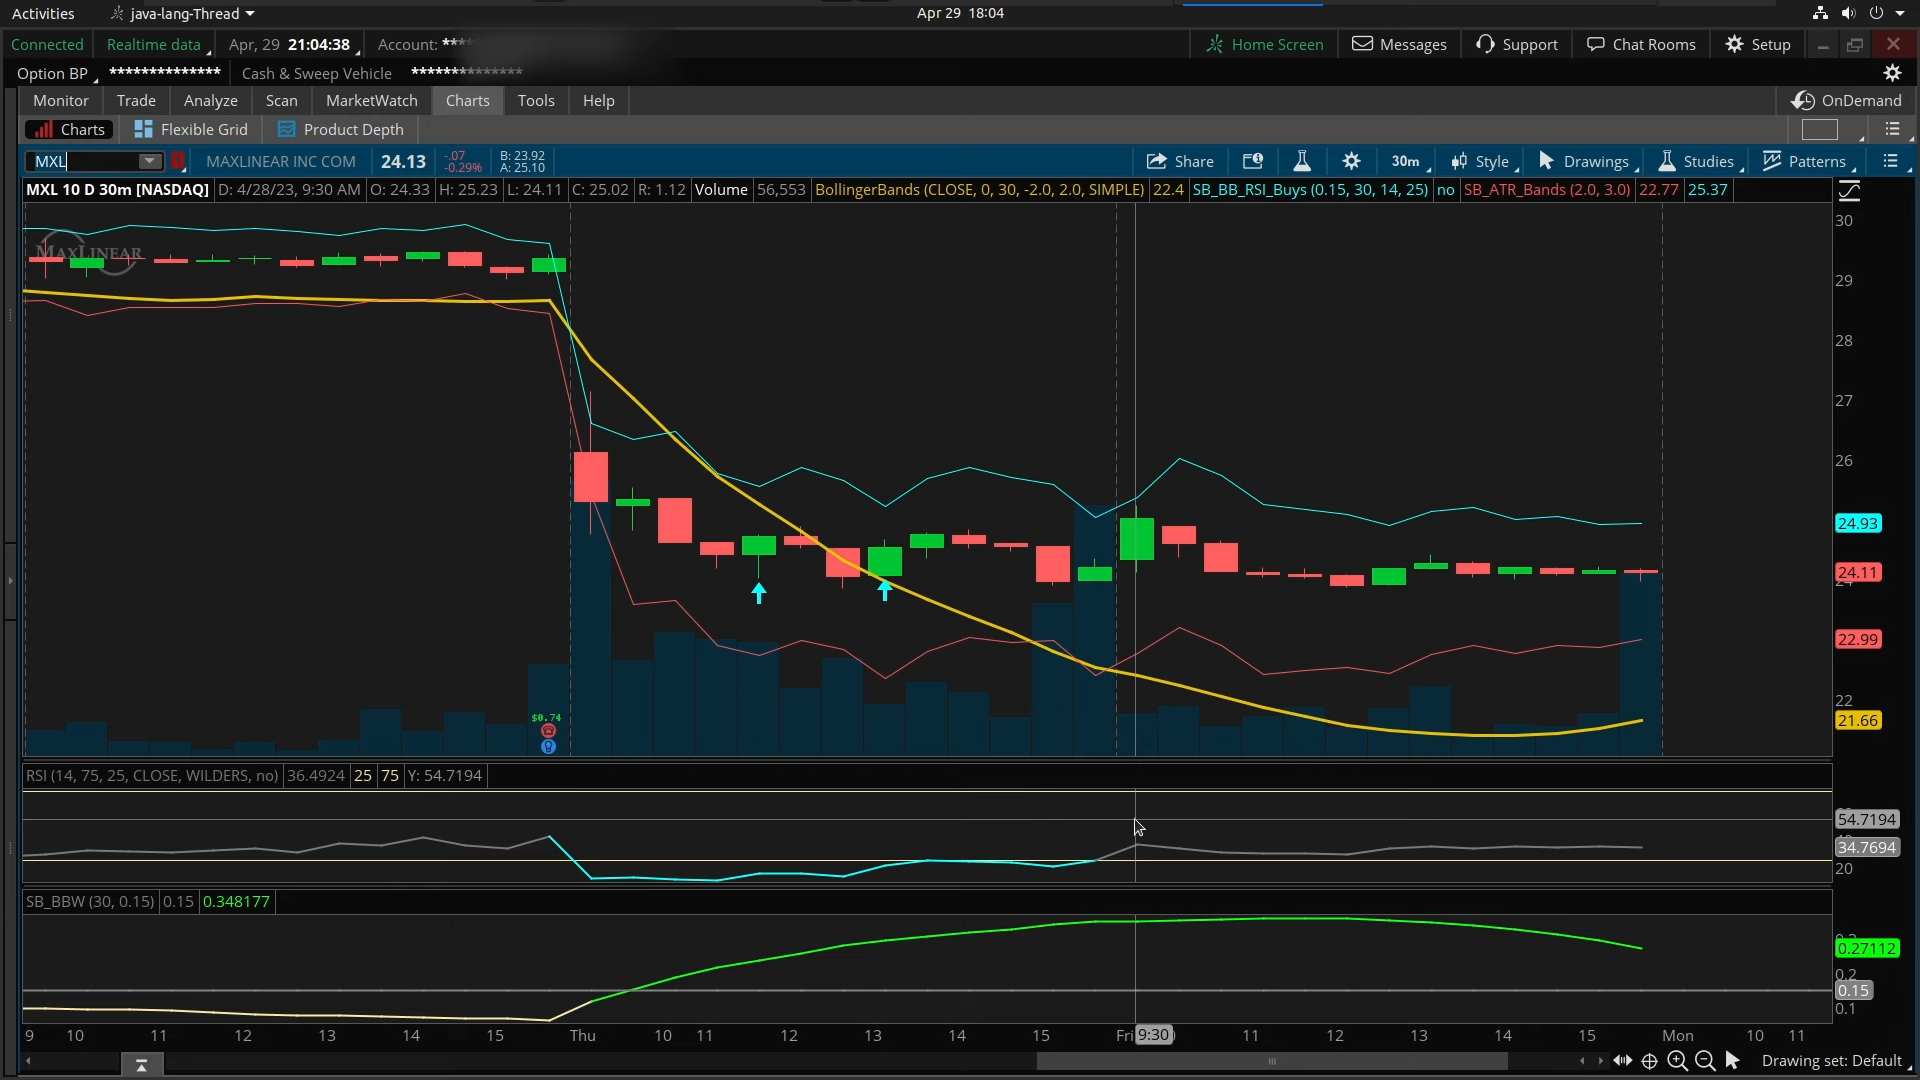 Activities java-lang-Thread Apr 29 18:04
Connected Realtime data Apr, 29 21:04:38 Account: **** Home Screen Messages Support Chat Rooms Setup
Option BP ************** Cash & Sweep Vehicle **************
Monitor Trade Analyze Scan MarketWatch Charts Tools Help OnDemand
Charts Flexible Grid Product Depth
MXL MAXLINEAR INC COM 24.13 -.07 B: 23.92 Share 30m Style Drawings Studies Patterns
-0.29% A: 25.10
MXL 10 D 30m [NASDAQ] D: 4/28/23, 9:30 AM O: 24.33 H: 25.23 L: 24.11 C: 25.02 R: 1.12 Volume 56,553 BollingerBands (CLOSE, 0, 30, -2.0, 2.0, SIMPLE) 22.4 SB_BB_RSI_Buys (0.15, 30, 14, 25) no SB_ATR_Bands (2.0, 3.0) 22.77 25.37
30
MAXLINEAR
29
28
27
26
24.93
24.11
22.99
22
$0.74
21.66
RSI (14, 75, 25, CLOSE, WILDERS, no) 36.4924 25 75 Y: 54.7194
54.7194
34.7694
20
SB_BBW (30, 0.15) 0.15 0.348177
0.27112
0.2
0.15
0.1
9 10 11 12 13 14 15 Thu 10 11 12 13 14 15 Fri 9:30 11 12 13 14 15 Mon 10 11
Drawing set: Default